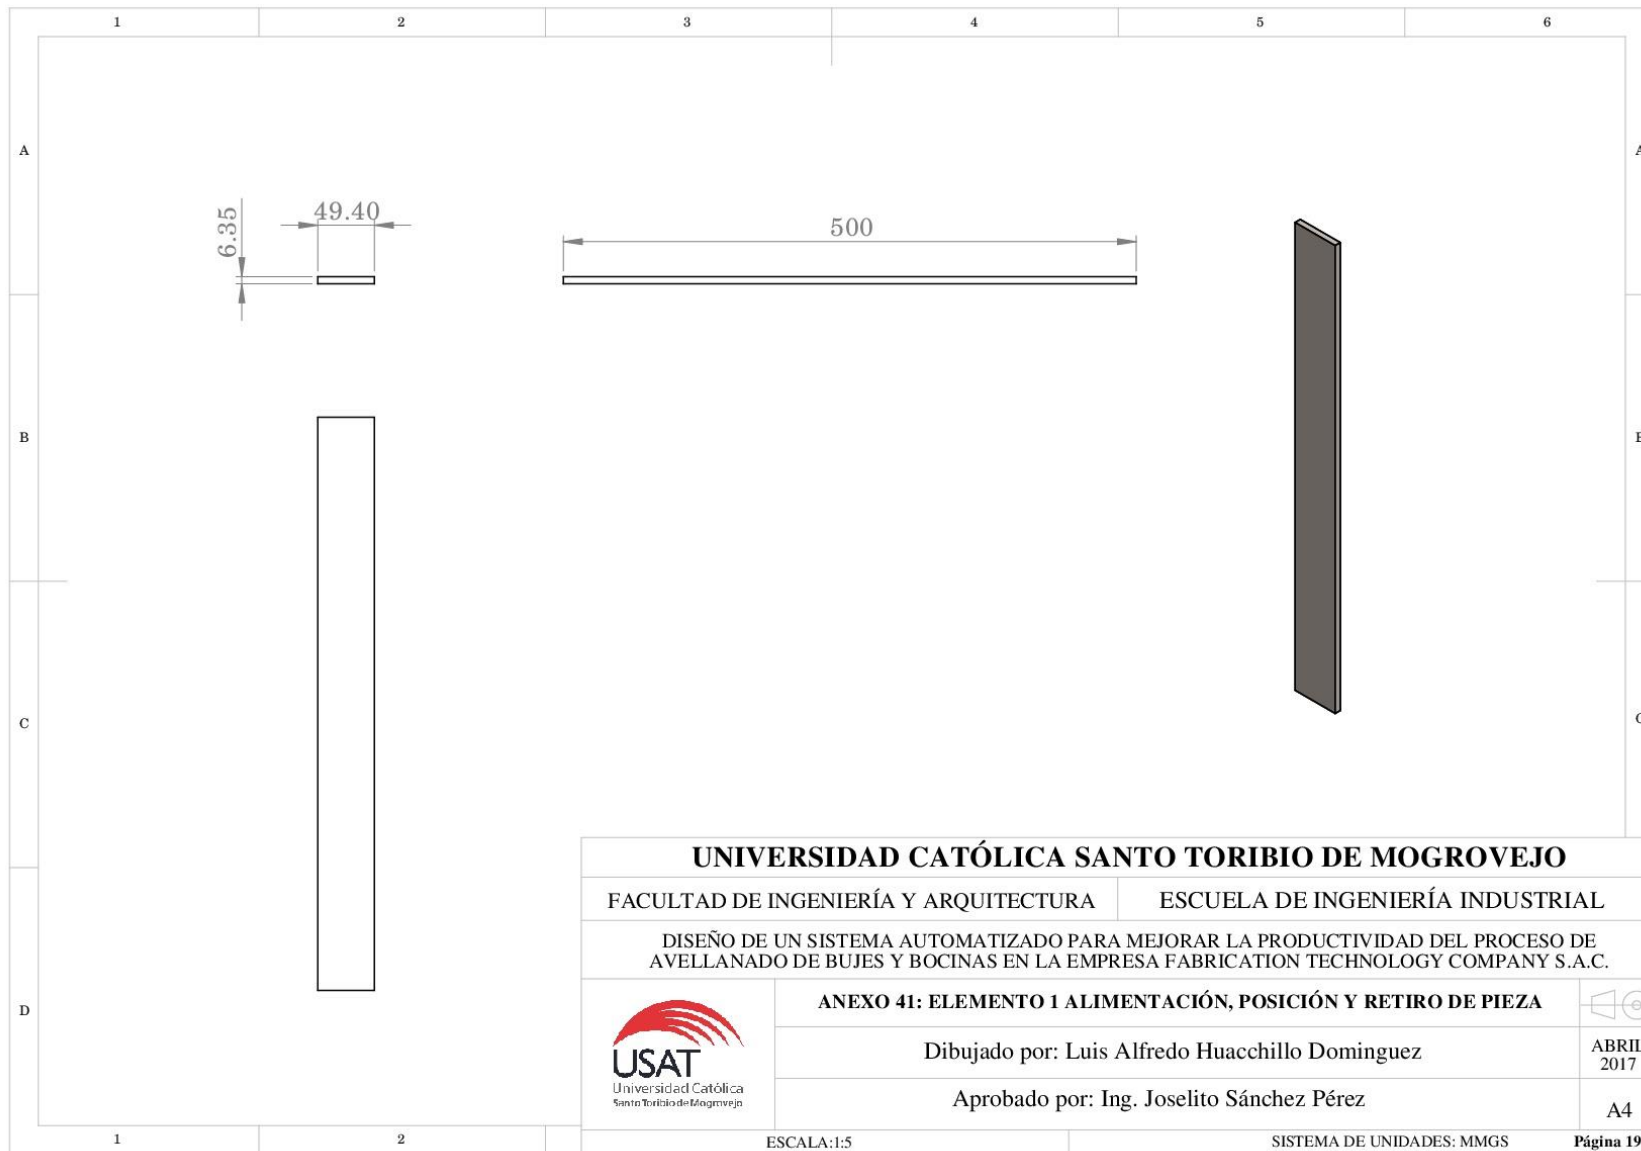 1 2 3 4 5 6
A A
49.40
6.35
500
B
C
D
UNIVERSIDAD CATÓLICA SANTO TORIBIO DE MOGROVEJO
FACULTAD DE INGENIERÍA Y ARQUITECTURA ESCUELA DE INGENIERÍA INDUSTRIAL
DISEÑO DE UN SISTEMA AUTOMATIZADO PARA MEJORAR LA PRODUCTIVIDAD DEL PROCESO DE
AVELLANADO DE BUJES Y BOCINAS EN LA EMPRESA FABRICATION TECHNOLOGY COMPANY S.A.C.
USAT
Universidad Católica
Santo Toribio de Mogrovejo
ANEXO 41: ELEMENTO 1 ALIMENTACIÓN, POSICIÓN Y RETIRO DE PIEZA
Dibujado por: Luis Alfredo Huacchillo Dominguez
ABRIL
2017
Aprobado por: Ing. Joselito Sánchez Pérez
A4
1 2
ESCALA:1:5 SISTEMA DE UNIDADES: MMGS Página 19